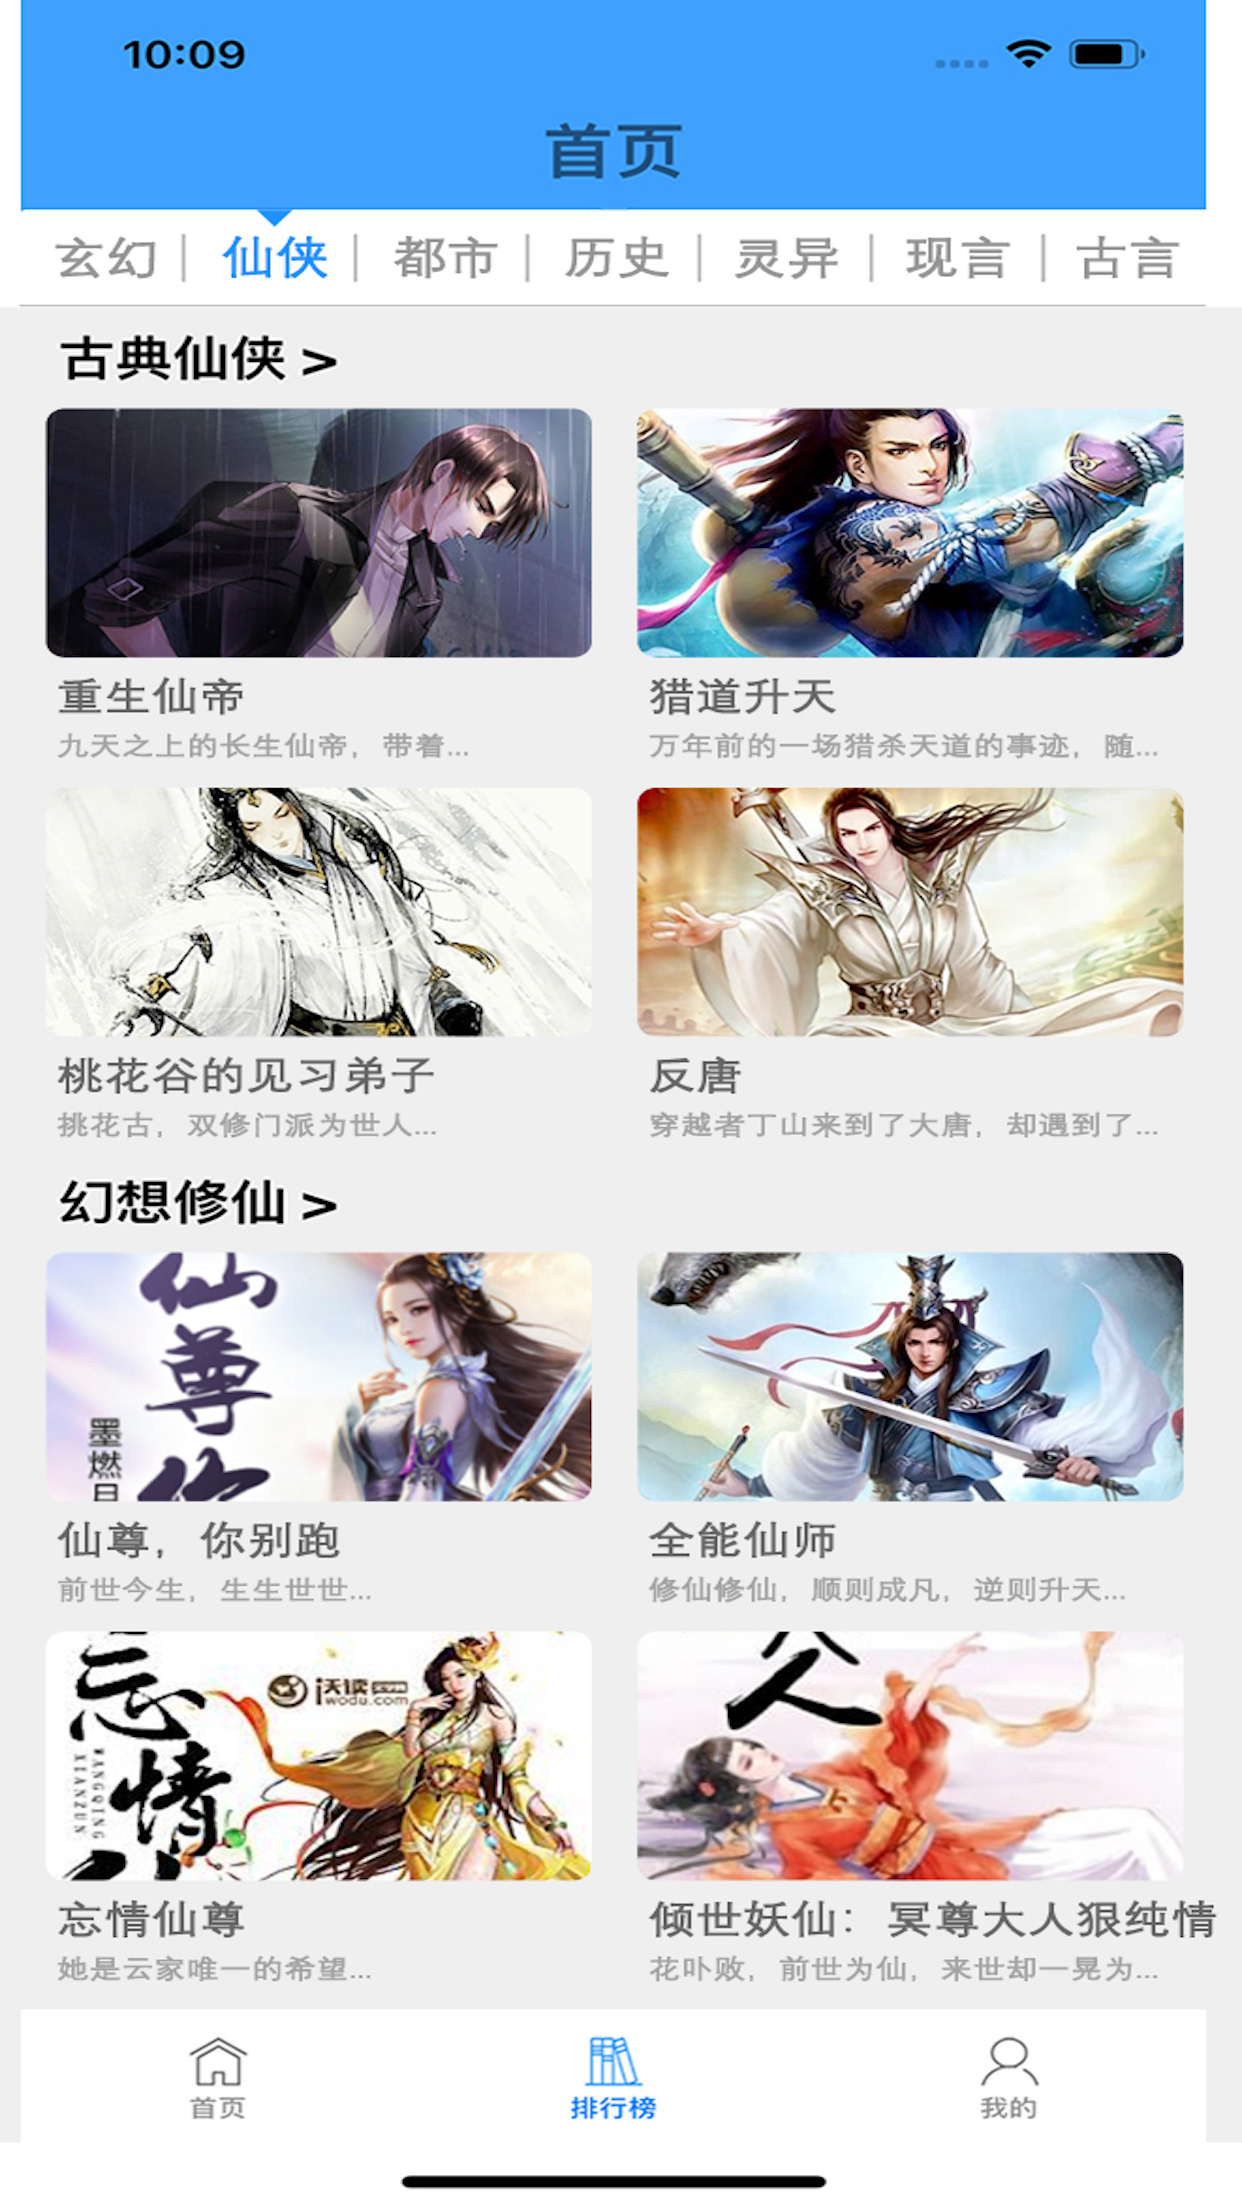 10:09
首页
玄幻 仙侠 都市 历史 灵异 现言 古言
古典仙侠 >
重生仙帝
九天之上的长生仙帝，带着...
猎道升天
万年前的一场猎杀天道的事迹，随...
桃花谷的见习弟子
挑花古，双修门派为世人...
反唐
穿越者丁山来到了大唐，却遇到了...
幻想修仙 >
仙尊
墨燃
仙尊，你别跑
前世今生，生生世世...
全能仙师
修仙修仙，顺则成凡，逆则升天...
忘情
WANGQING
XIANZUN
iwodu.com
忘情仙尊
她是云家唯一的希望...
倾世妖仙：冥尊大人狠纯情
花卟败，前世为仙，来世却一晃为...
首页
排行榜
我的